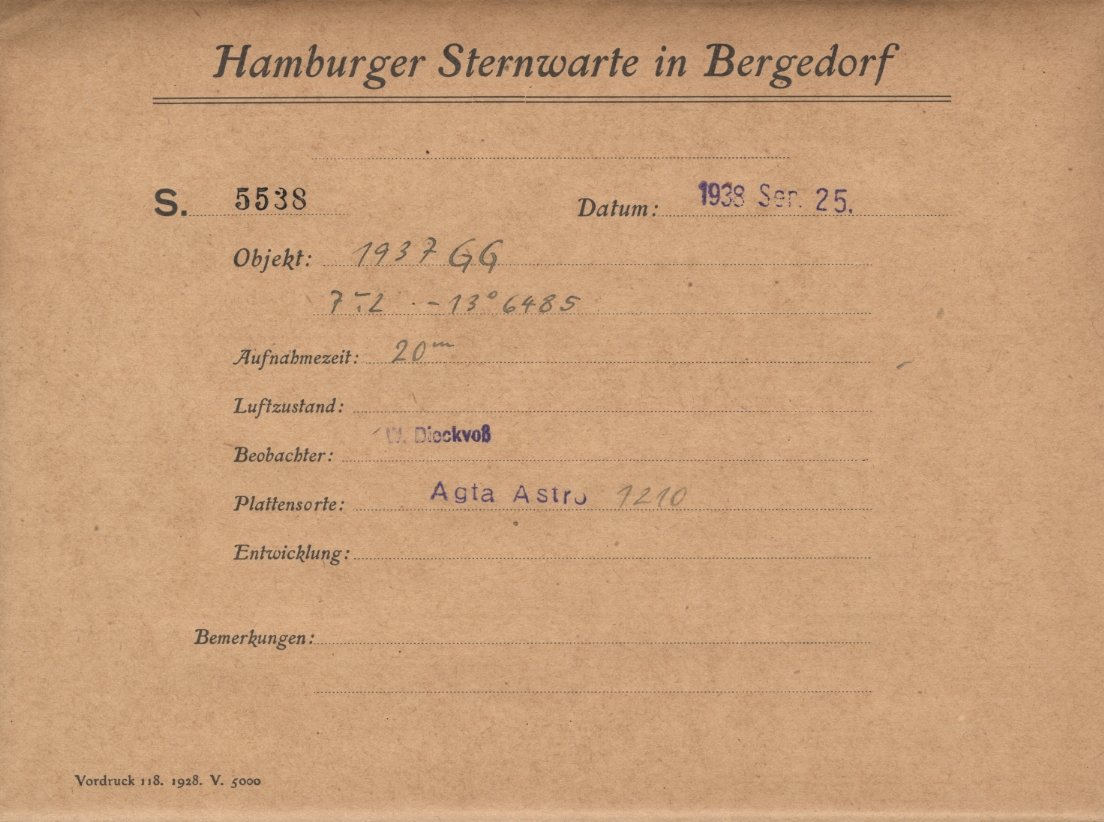 Hamburger Sternwarte in Bergedorf
S. 5538 Datum: 1938 Sep. 25.
Objekt: 1937 GG
-13° 6485
Aufnahmezeit: 20ᵐ
Luftzustand:
Beobachter: W. Dieckvoß
Plattensorte: Agfa Astro 1210
Entwicklung:
Bemerkungen:
Vordruck 118. 1928. V. 5000